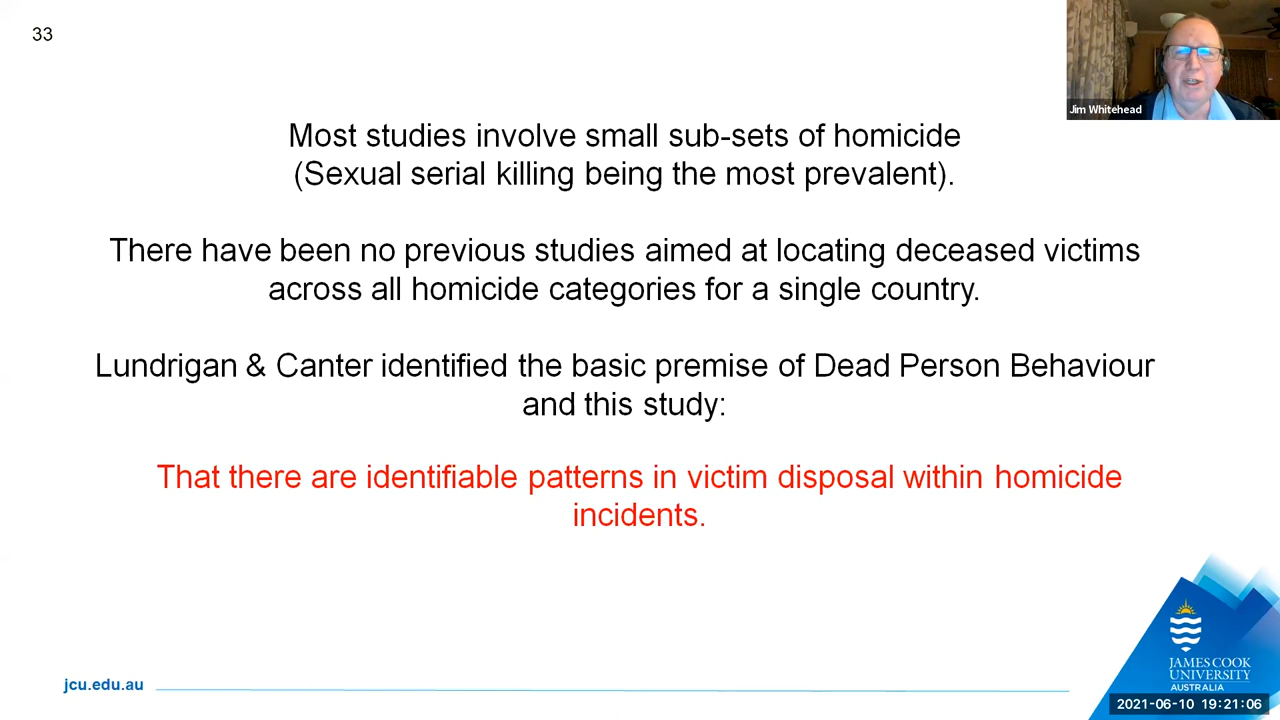 33
Jim Whitehead
Most studies involve small sub-sets of homicide
(Sexual serial killing being the most prevalent).
There have been no previous studies aimed at locating deceased victims
across all homicide categories for a single country.
Lundrigan & Canter identified the basic premise of Dead Person Behaviour
and this study:
That there are identifiable patterns in victim disposal within homicide
incidents.
jcu.edu.au
JAMES COOK
UNIVERSITY
AUSTRALIA
2021-06-10 19:21:06